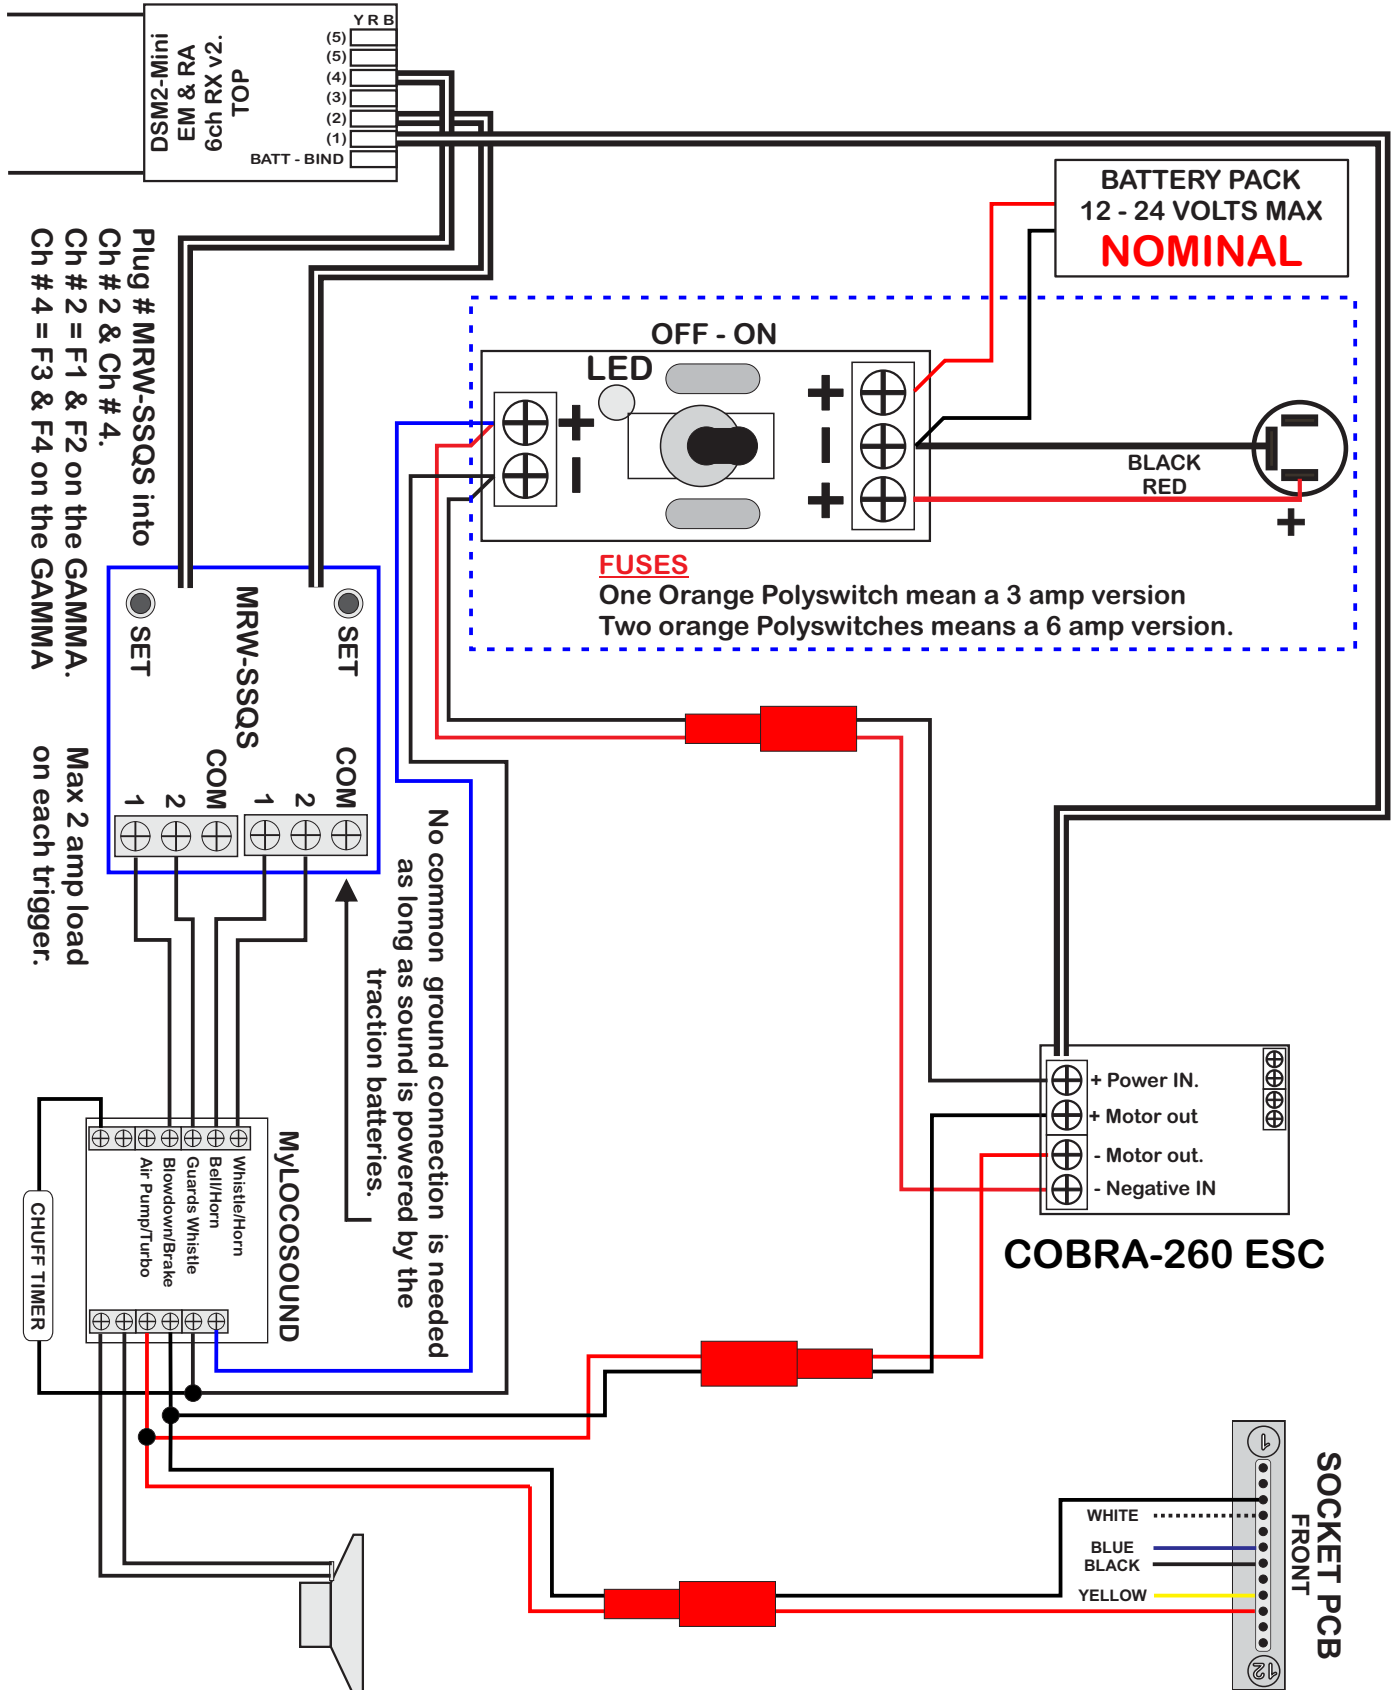 Y R B
(5)
(5)
(4)
(3)
(2)
(1)
BATT - BIND
DSM2-Mini
EM & RA
6ch RX v2.
TOP
BATTERY PACK
12 - 24 VOLTS MAX
NOMINAL
Plug # MRW-SSQS into
Ch # 2 & Ch # 4.
Ch # 2 = F1 & F2 on the GAMMA.
Ch # 4 = F3 & F4 on the GAMMA
OFF - ON
LED
+
-
+
-
+
BLACK
RED
+
FUSES
One Orange Polyswitch mean a 3 amp version
Two orange Polyswitches means a 6 amp version.
SET
SET
MRW-SSQS
1
2
COM
1
2
COM
Max 2 amp load
on each trigger.
No common ground connection is needed
as long as sound is powered by the
traction batteries.
+ Power IN.
+ Motor out
- Motor out.
- Negative IN
COBRA-260 ESC
MyLOCOSOUND
Whistle/Horn
Bell/Horn
Guards Whistle
Blowdown/Brake
Air Pump/Turbo
CHUFF TIMER
SOCKET PCB
FRONT
1
WHITE
BLUE
BLACK
YELLOW
12